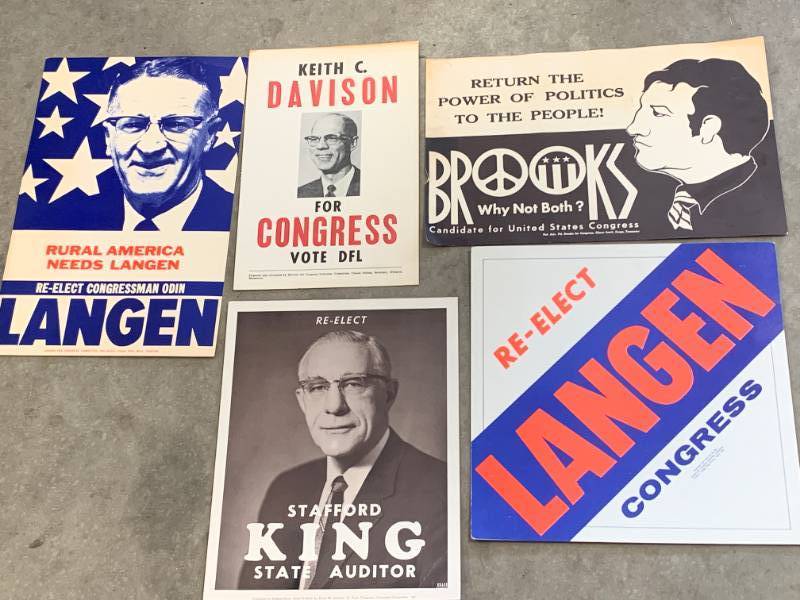 RURAL AMERICA
NEEDS LANGEN
RE-ELECT CONGRESSMAN ODIN
LANGEN
KEITH C.
DAVISON
FOR
CONGRESS
VOTE DFL
RETURN THE
POWER OF POLITICS
TO THE PEOPLE!
BROOKS
Why Not Both?
Candidate for United States Congress
RE-ELECT
STAFFORD
KING
STATE AUDITOR
RE-ELECT
LANGEN
CONGRESS